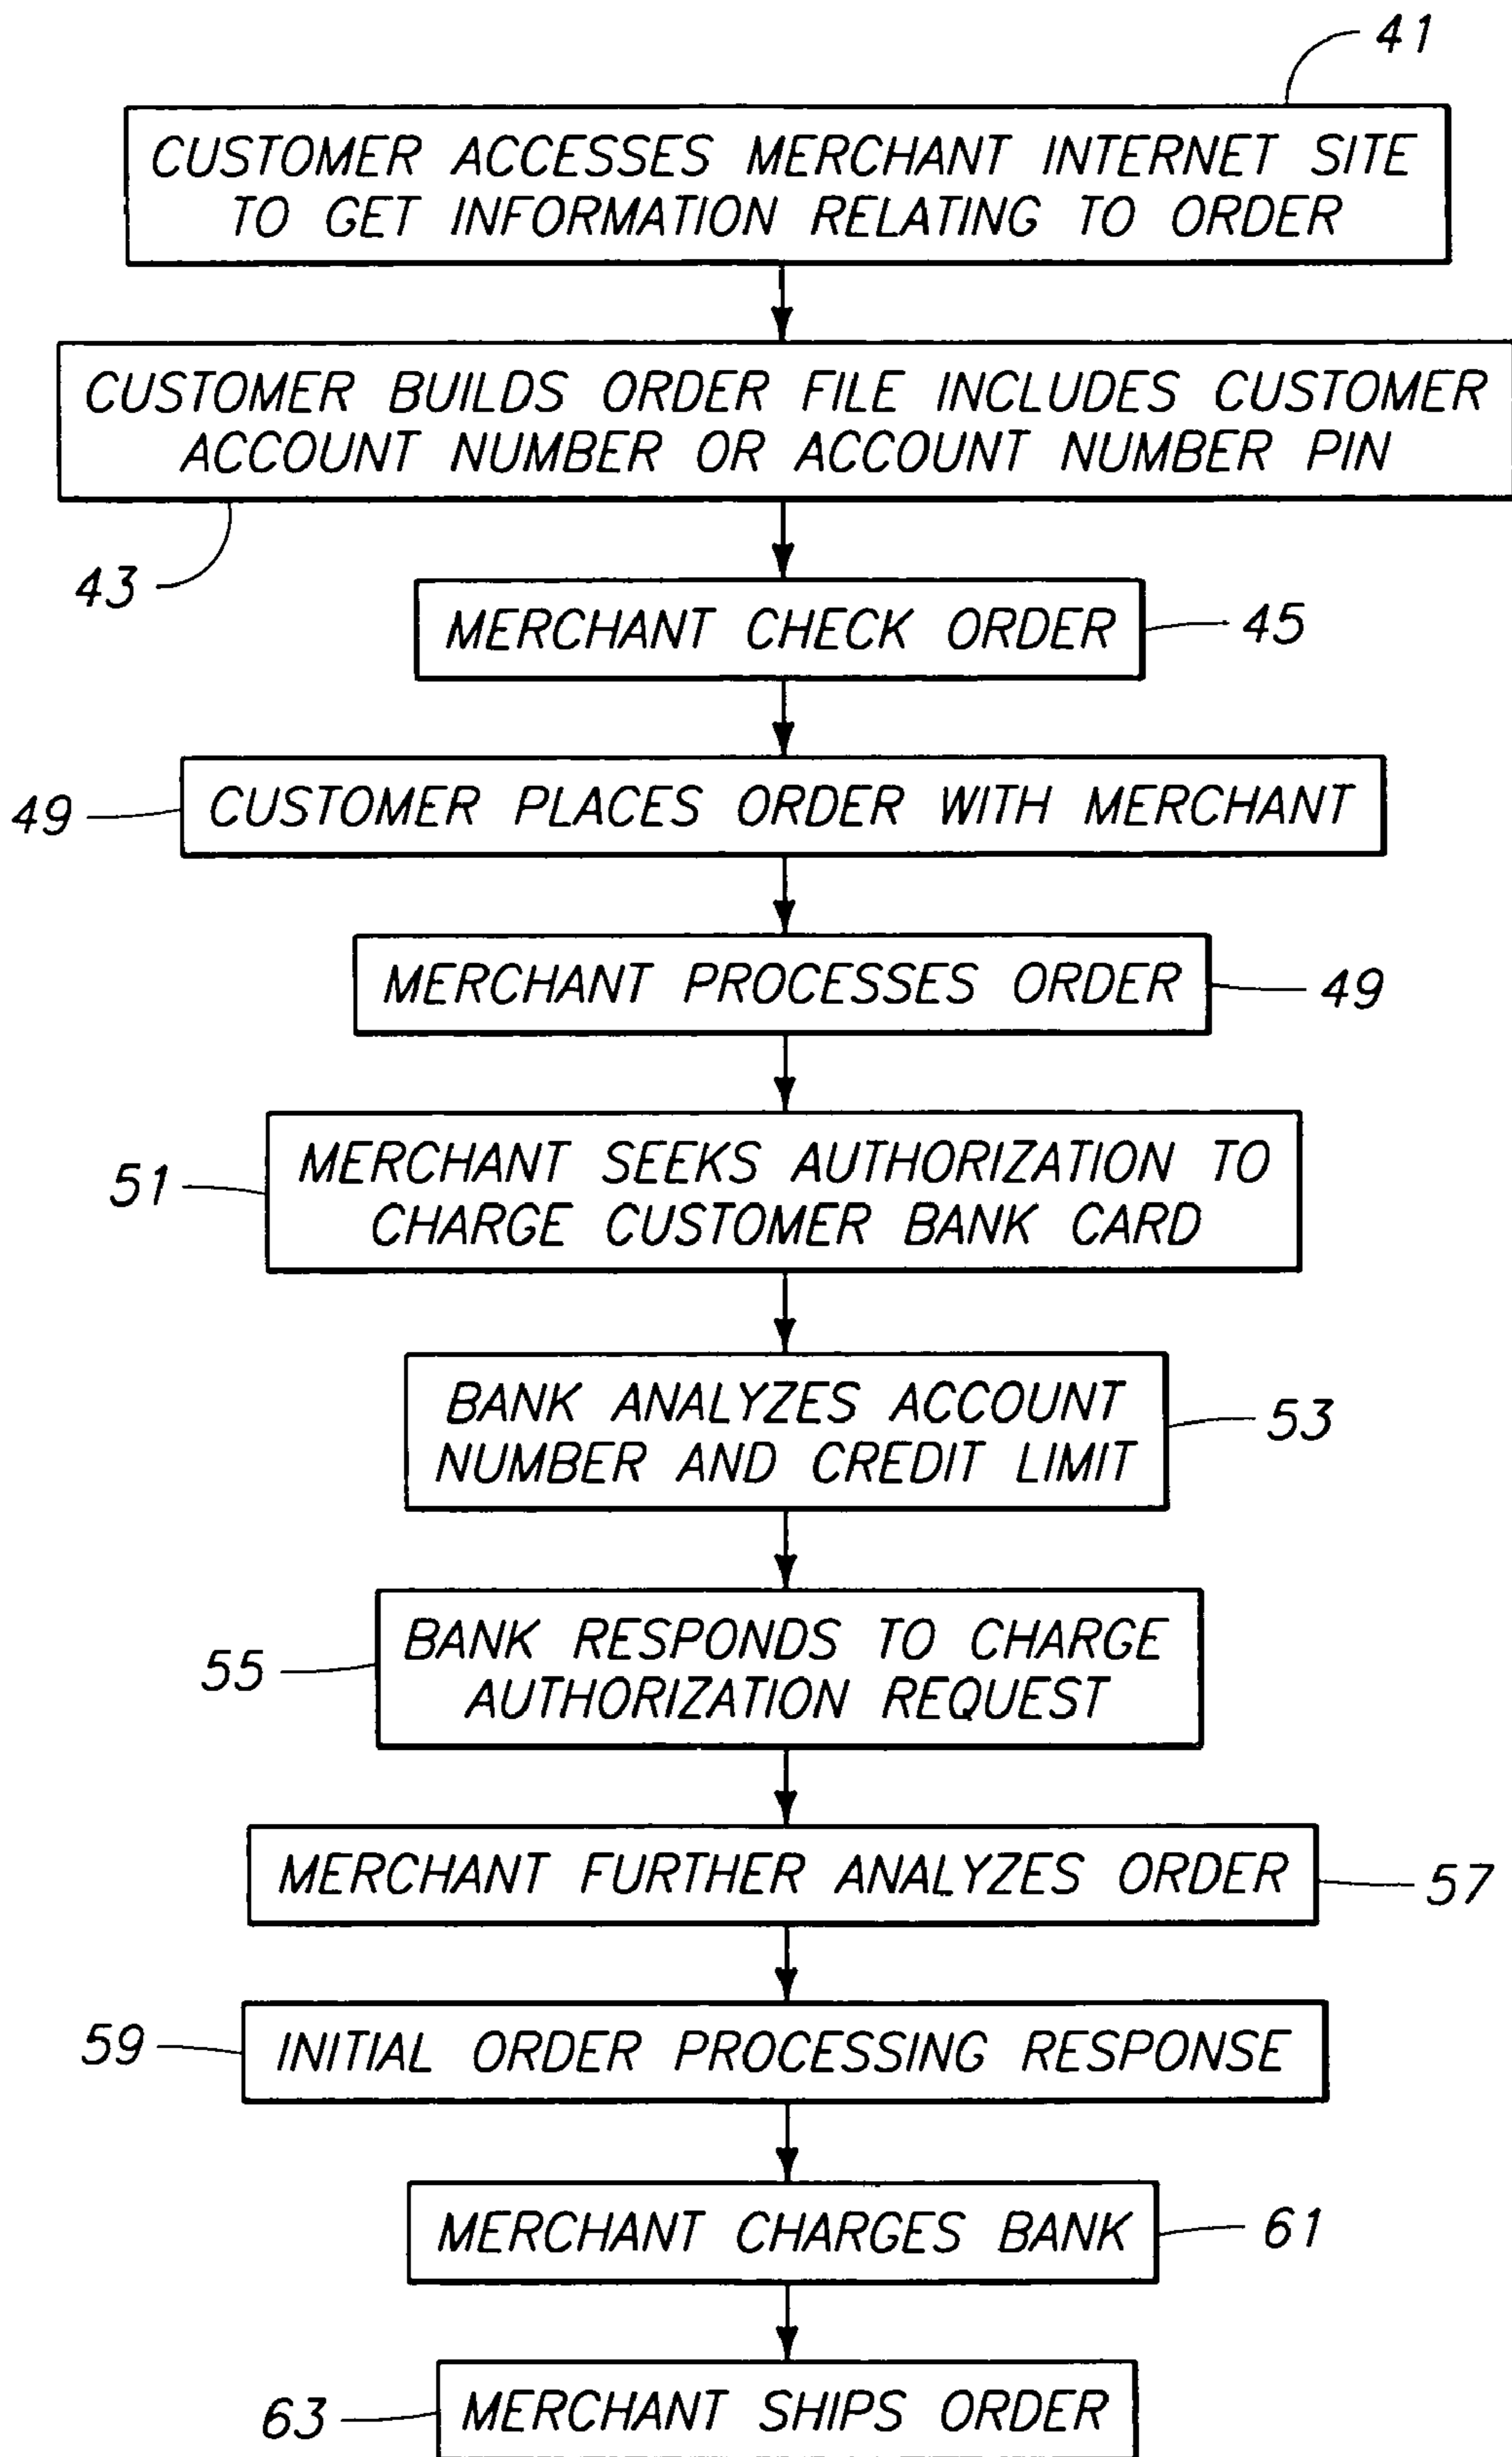 41
CUSTOMER ACCESSES MERCHANT INTERNET SITE
TO GET INFORMATION RELATING TO ORDER
CUSTOMER BUILDS ORDER FILE INCLUDES CUSTOMER
ACCOUNT NUMBER OR ACCOUNT NUMBER PIN
43
MERCHANT CHECK ORDER
45
49
CUSTOMER PLACES ORDER WITH MERCHANT
MERCHANT PROCESSES ORDER
49
51
MERCHANT SEEKS AUTHORIZATION TO
CHARGE CUSTOMER BANK CARD
BANK ANALYZES ACCOUNT
NUMBER AND CREDIT LIMIT
53
55
BANK RESPONDS TO CHARGE
AUTHORIZATION REQUEST
MERCHANT FURTHER ANALYZES ORDER
57
59
INITIAL ORDER PROCESSING RESPONSE
MERCHANT CHARGES BANK
61
63
MERCHANT SHIPS ORDER